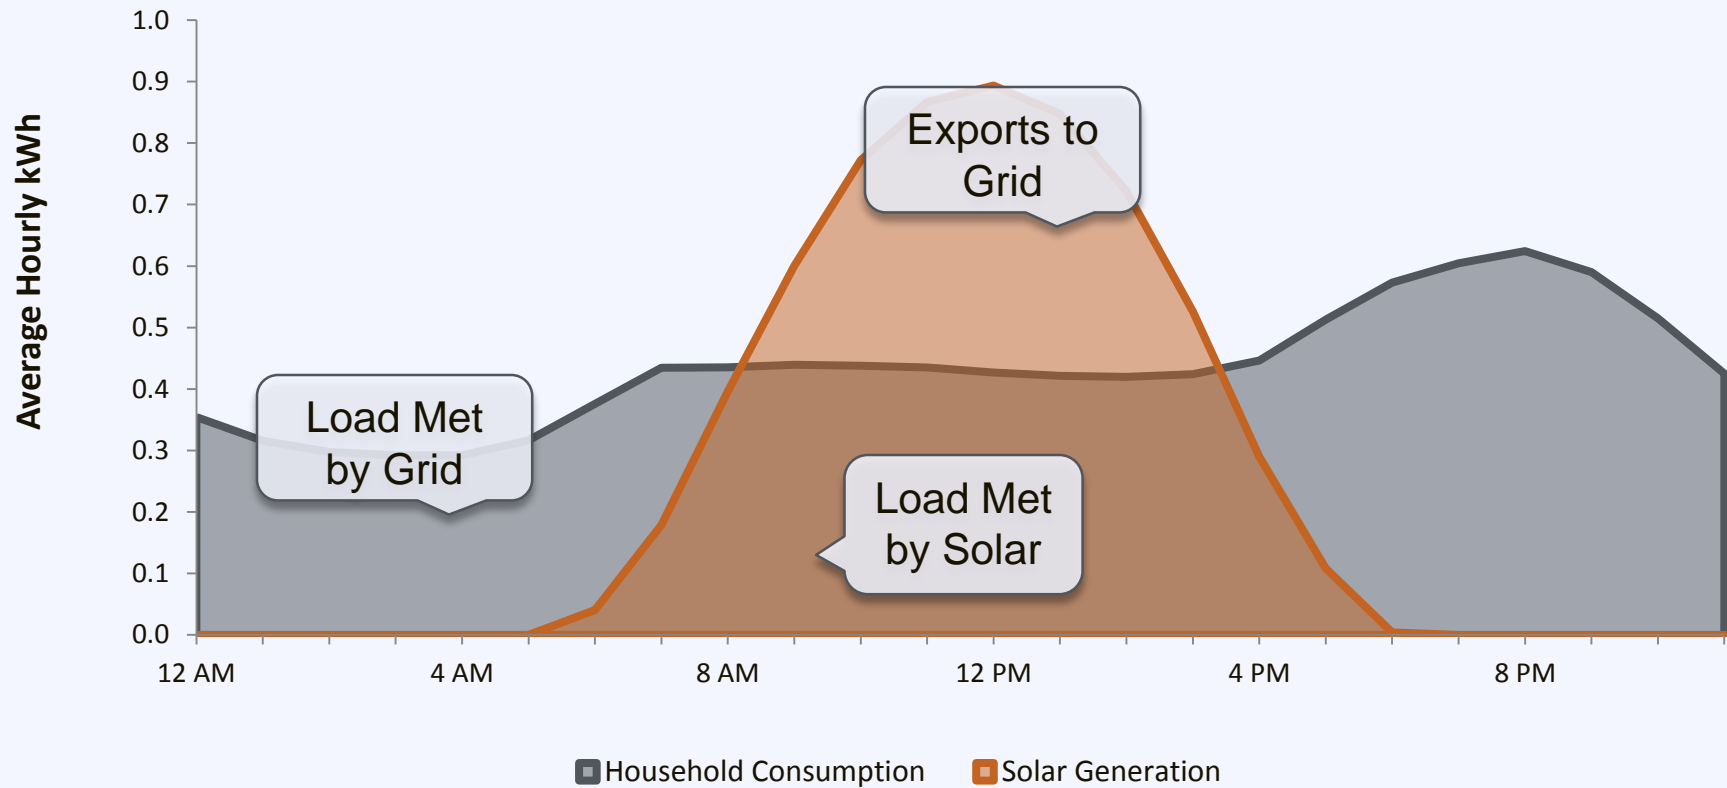 Average Hourly kWh
1.0
0.9
0.8
0.7
0.6
0.5
0.4
0.3
0.2
0.1
0.0
Exports to
Grid
Load Met
by Grid
Load Met
by Solar
12 AM
4 AM
8 AM
12 PM
4 PM
8 PM
Household Consumption
Solar Generation